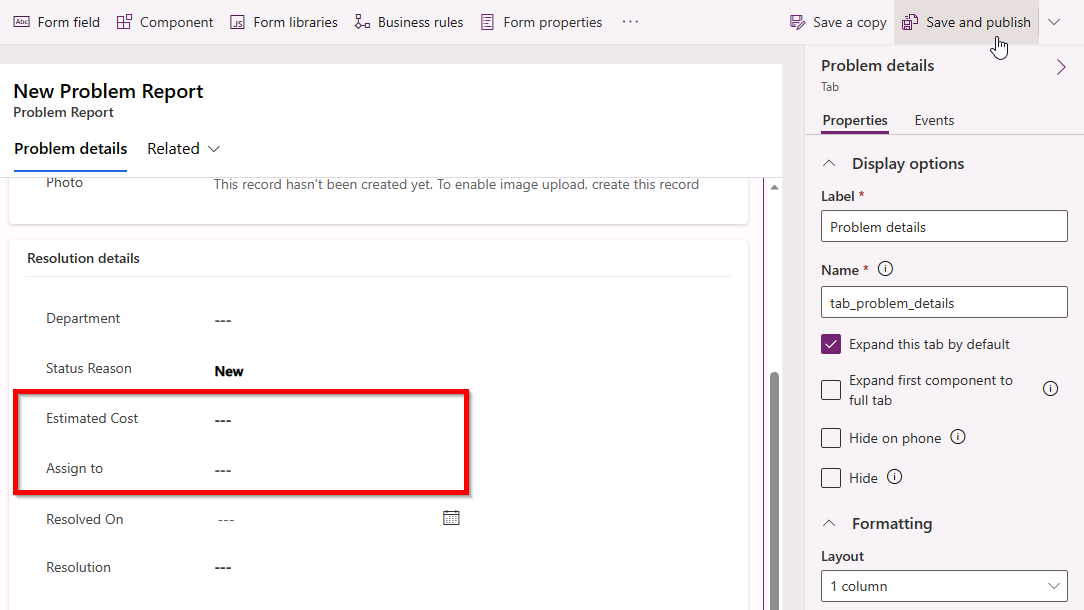 Abc Form field Component JS Form libraries Business rules Form properties ··· Save a copy Save and publish
New Problem Report
Problem Report
Problem details Related
Photo This record hasn't been created yet. To enable image upload, create this record
Resolution details
Department ---
Status Reason New
Estimated Cost ---
Assign to ---
Resolved On ---
Resolution ---
Problem details
Tab
Properties Events
Display options
Label *
Problem details
Name *
tab_problem_details
Expand this tab by default
Expand first component to
full tab
Hide on phone
Hide
Formatting
Layout
1 column